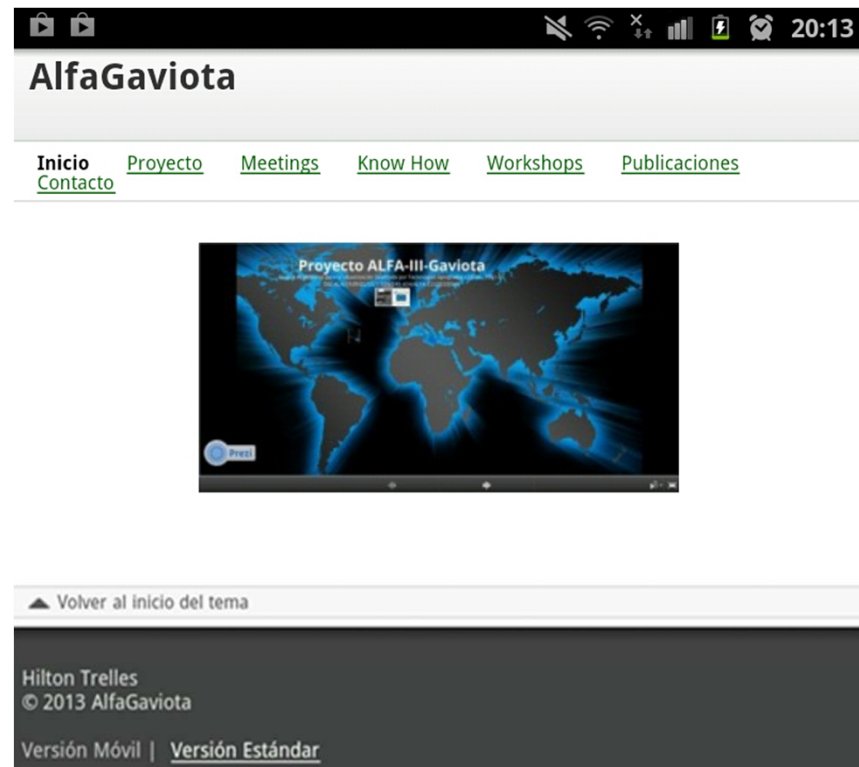 20:13
AlfaGaviota
Inicio Proyecto Meetings Know How Workshops Publicaciones
Contacto
Proyecto ALFA-III-Gaviota
Prezi
Volver al inicio del tema
Hilton Trelles
© 2013 AlfaGaviota
Versión Móvil | Versión Estándar